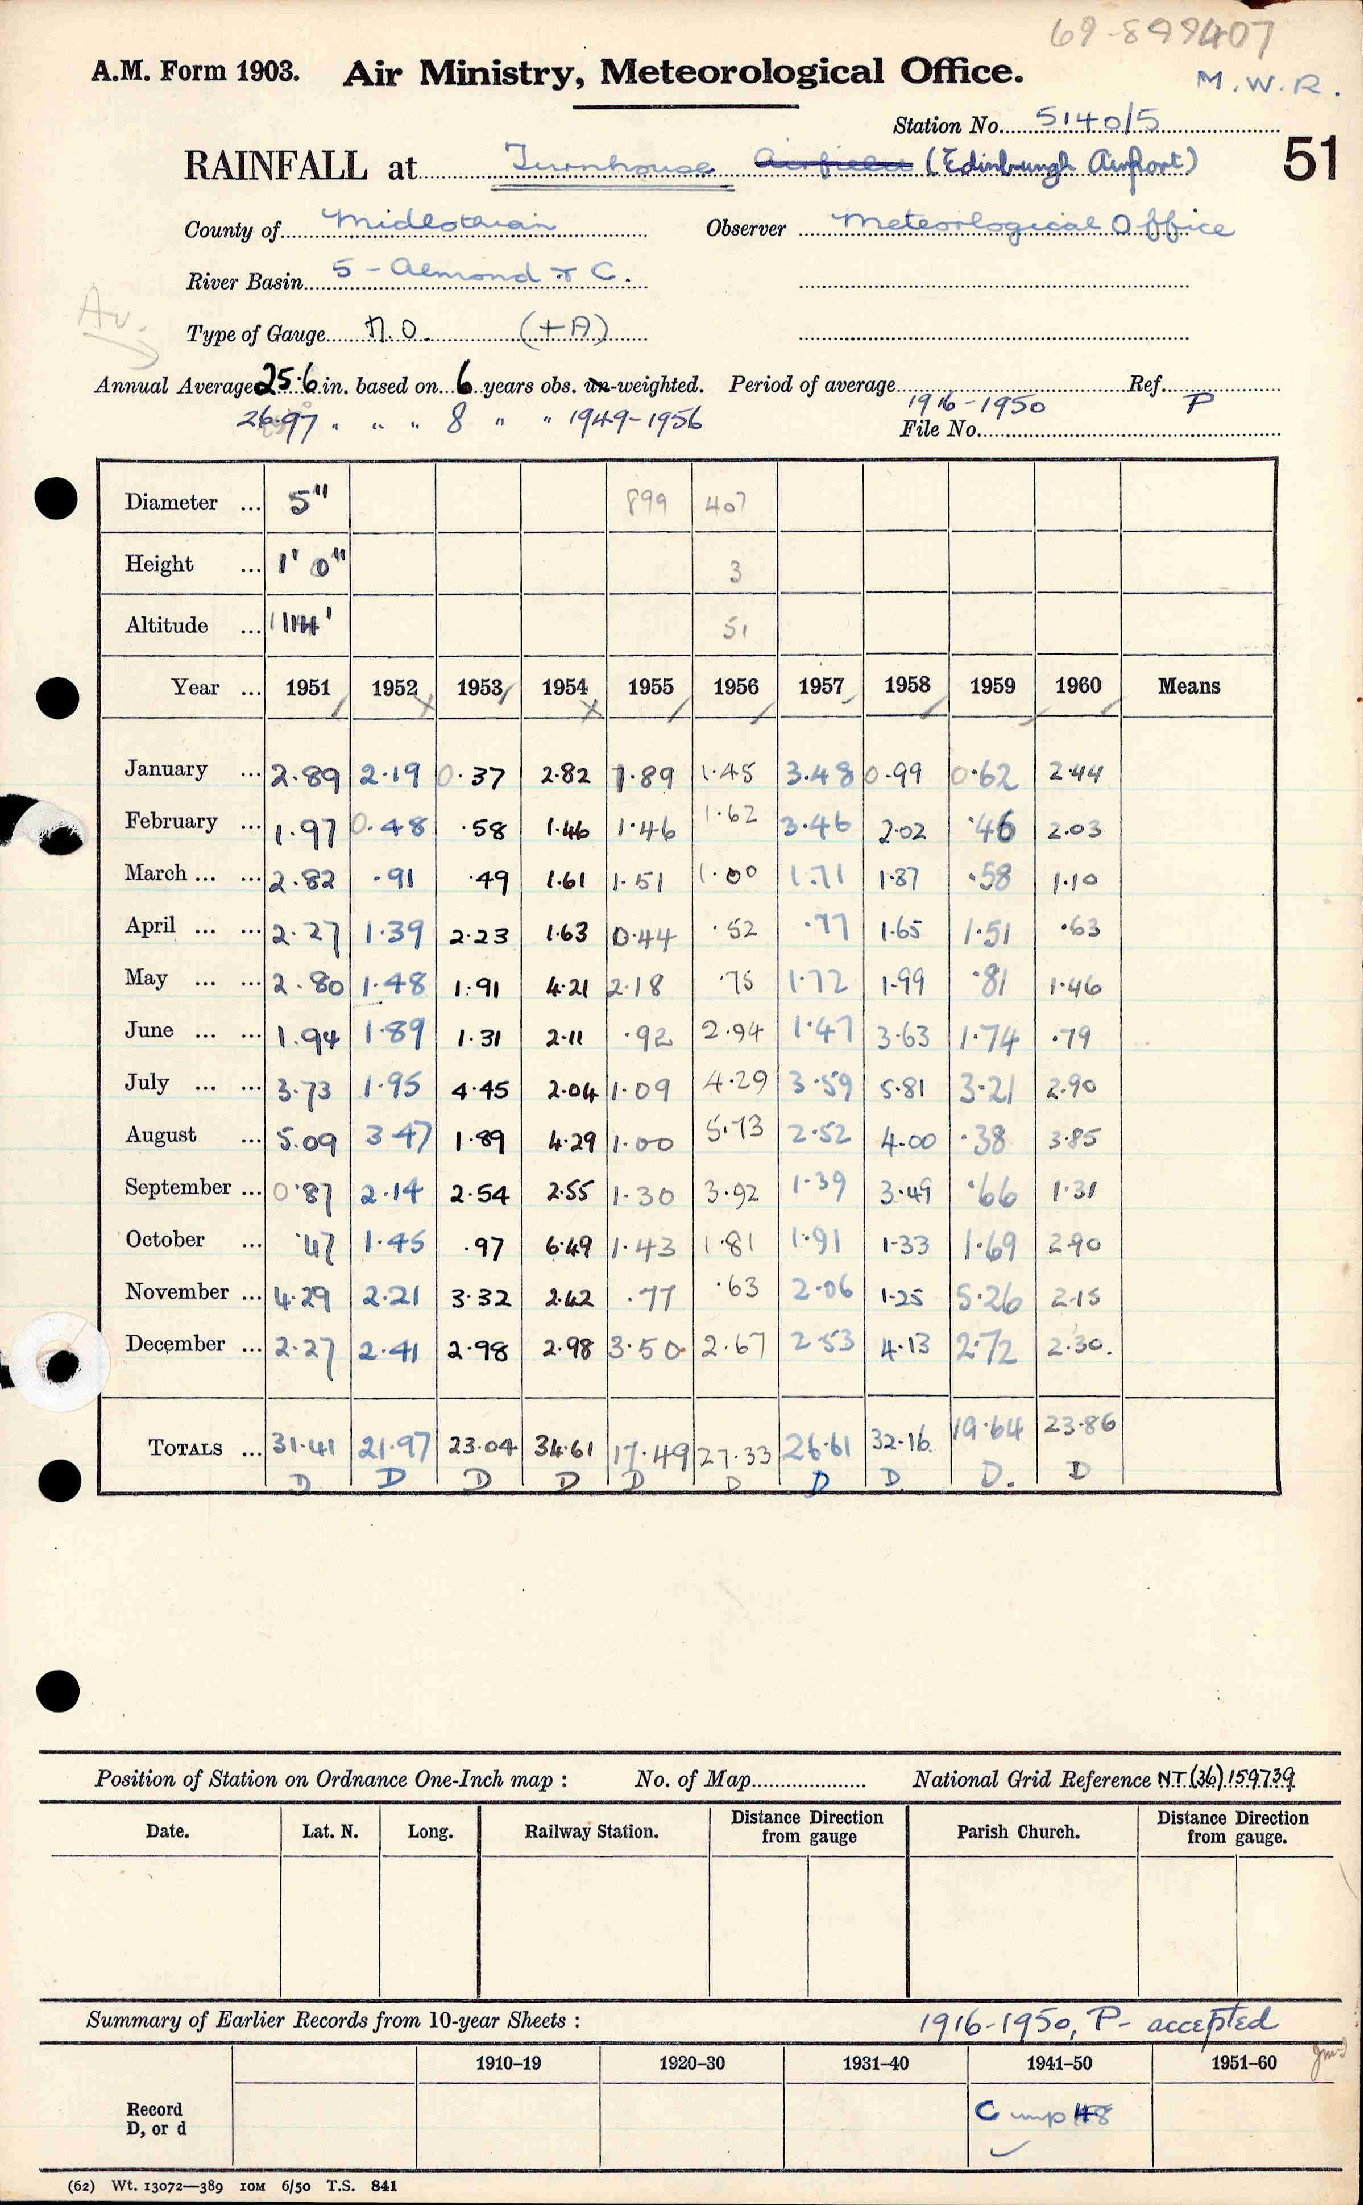 69-899407
A.M. Form 1903. Air Ministry, Meteorological Office.
M.W.R.
Station No. 5140/5
RAINFALL at Turnhouse Airfield (Edinburgh Airport) 51
County of Midlothian Observer Meteorological Office
River Basin 5 - Almond & C.
Av.
Type of Gauge M.O. (+A)
Annual Average 25.6 in. based on 6 years obs. un-weighted. Period of average 1916-1950 Ref. P
26.97 " " " 8 " " 1949-1956 File No.
Diameter ... 5" 899 407
Height ... 1' 0" 3
Altitude ... 114' 51
Year ... 1951 1952 1953 1954 1955 1956 1957 1958 1959 1960 Means
January ... 2.89 2.19 0.37 2.82 1.89 1.45 3.48 0.99 0.62 2.44
February ... 1.97 0.48 .58 1.46 1.46 1.62 3.46 2.02 .46 2.03
March ... ... 2.82 .91 .49 1.61 1.51 1.00 1.71 1.87 .58 1.10
April ... ... 2.27 1.39 2.23 1.63 0.44 .52 .77 1.65 1.51 .63
May ... ... 2.80 1.48 1.91 4.21 2.18 .75 1.72 1.99 .81 1.46
June ... ... 1.94 1.89 1.31 2.11 .92 2.94 1.47 3.63 1.74 .79
July ... ... 3.73 1.95 4.45 2.04 1.09 4.29 3.59 5.81 3.21 2.90
August ... 5.09 3.47 1.89 4.29 1.00 5.73 2.52 4.00 .38 3.85
September ... 0.87 2.14 2.54 2.55 1.30 3.92 1.39 3.49 .66 1.31
October ... .47 1.45 .97 6.49 1.43 1.81 1.91 1.33 1.69 2.90
November ... 4.29 2.21 3.32 2.42 .77 .63 2.06 1.25 5.26 2.15
December ... 2.27 2.41 2.98 2.98 3.50 2.67 2.53 4.13 2.72 2.30.
TOTALS ... 31.41 21.97 23.04 34.61 17.49 27.33 26.61 32.16 19.64 23.86
D D D D D D D D D. D
Position of Station on Ordnance One-Inch map : No. of Map National Grid Reference NT (36) 159739
Date. Lat. N. Long. Railway Station. Distance Direction from gauge Parish Church. Distance Direction from gauge.
Summary of Earlier Records from 10-year Sheets : 1916-1950, P- accepted
1910-19 1920-30 1931-40 1941-50 1951-60
Record
D, or d
C
(62) Wt. 13072—389 10M 6/50 T.S. 841